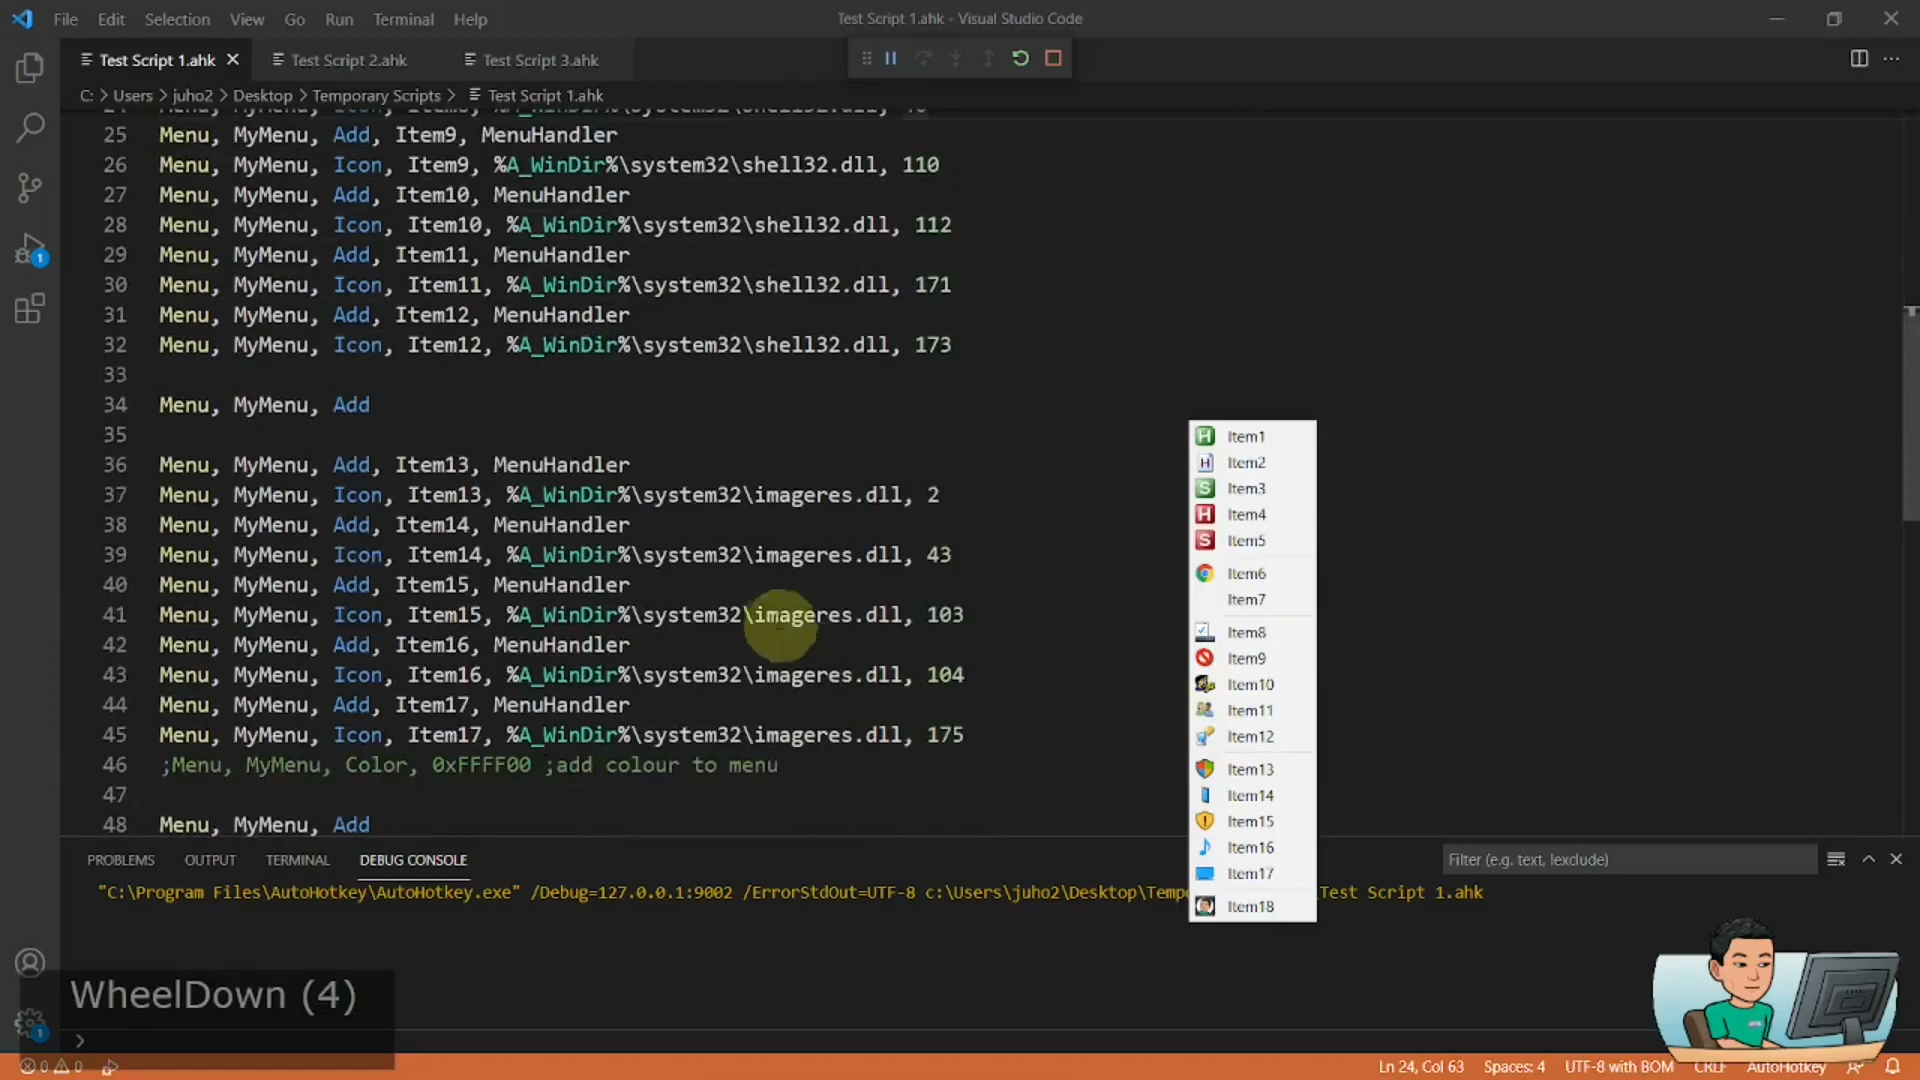 File Edit Selection View Go Run Terminal Help
Test Script 1.ahk - Visual Studio Code
Test Script 1.ahk
Test Script 2.ahk
Test Script 3.ahk
C: > Users > juho2 > Desktop > Temporary Scripts > Test Script 1.ahk
25 Menu, MyMenu, Add, Item9, MenuHandler
26 Menu, MyMenu, Icon, Item9, %A_WinDir%\system32\shell32.dll, 110
27 Menu, MyMenu, Add, Item10, MenuHandler
28 Menu, MyMenu, Icon, Item10, %A_WinDir%\system32\shell32.dll, 112
29 Menu, MyMenu, Add, Item11, MenuHandler
30 Menu, MyMenu, Icon, Item11, %A_WinDir%\system32\shell32.dll, 171
31 Menu, MyMenu, Add, Item12, MenuHandler
32 Menu, MyMenu, Icon, Item12, %A_WinDir%\system32\shell32.dll, 173
33
34 Menu, MyMenu, Add
35
36 Menu, MyMenu, Add, Item13, MenuHandler
37 Menu, MyMenu, Icon, Item13, %A_WinDir%\system32\imageres.dll, 2
38 Menu, MyMenu, Add, Item14, MenuHandler
39 Menu, MyMenu, Icon, Item14, %A_WinDir%\system32\imageres.dll, 43
40 Menu, MyMenu, Add, Item15, MenuHandler
41 Menu, MyMenu, Icon, Item15, %A_WinDir%\system32\imageres.dll, 103
42 Menu, MyMenu, Add, Item16, MenuHandler
43 Menu, MyMenu, Icon, Item16, %A_WinDir%\system32\imageres.dll, 104
44 Menu, MyMenu, Add, Item17, MenuHandler
45 Menu, MyMenu, Icon, Item17, %A_WinDir%\system32\imageres.dll, 175
46 ;Menu, MyMenu, Color, 0xFFFF00 ;add colour to menu
47
48 Menu, MyMenu, Add
Item1
Item2
Item3
Item4
Item5
Item6
Item7
Item8
Item9
Item10
Item11
Item12
Item13
Item14
Item15
Item16
Item17
Item18
PROBLEMS OUTPUT TERMINAL DEBUG CONSOLE
Filter (e.g. text, !exclude)
"C:\Program Files\AutoHotkey\AutoHotkey.exe" /Debug=127.0.0.1:9002 /ErrorStdOut=UTF-8 c:\Users\juho2\Desktop\Temp Test Script 1.ahk
WheelDown (4)
0 0
Ln 24, Col 63 Spaces: 4 UTF-8 with BOM CRLF AutoHotkey